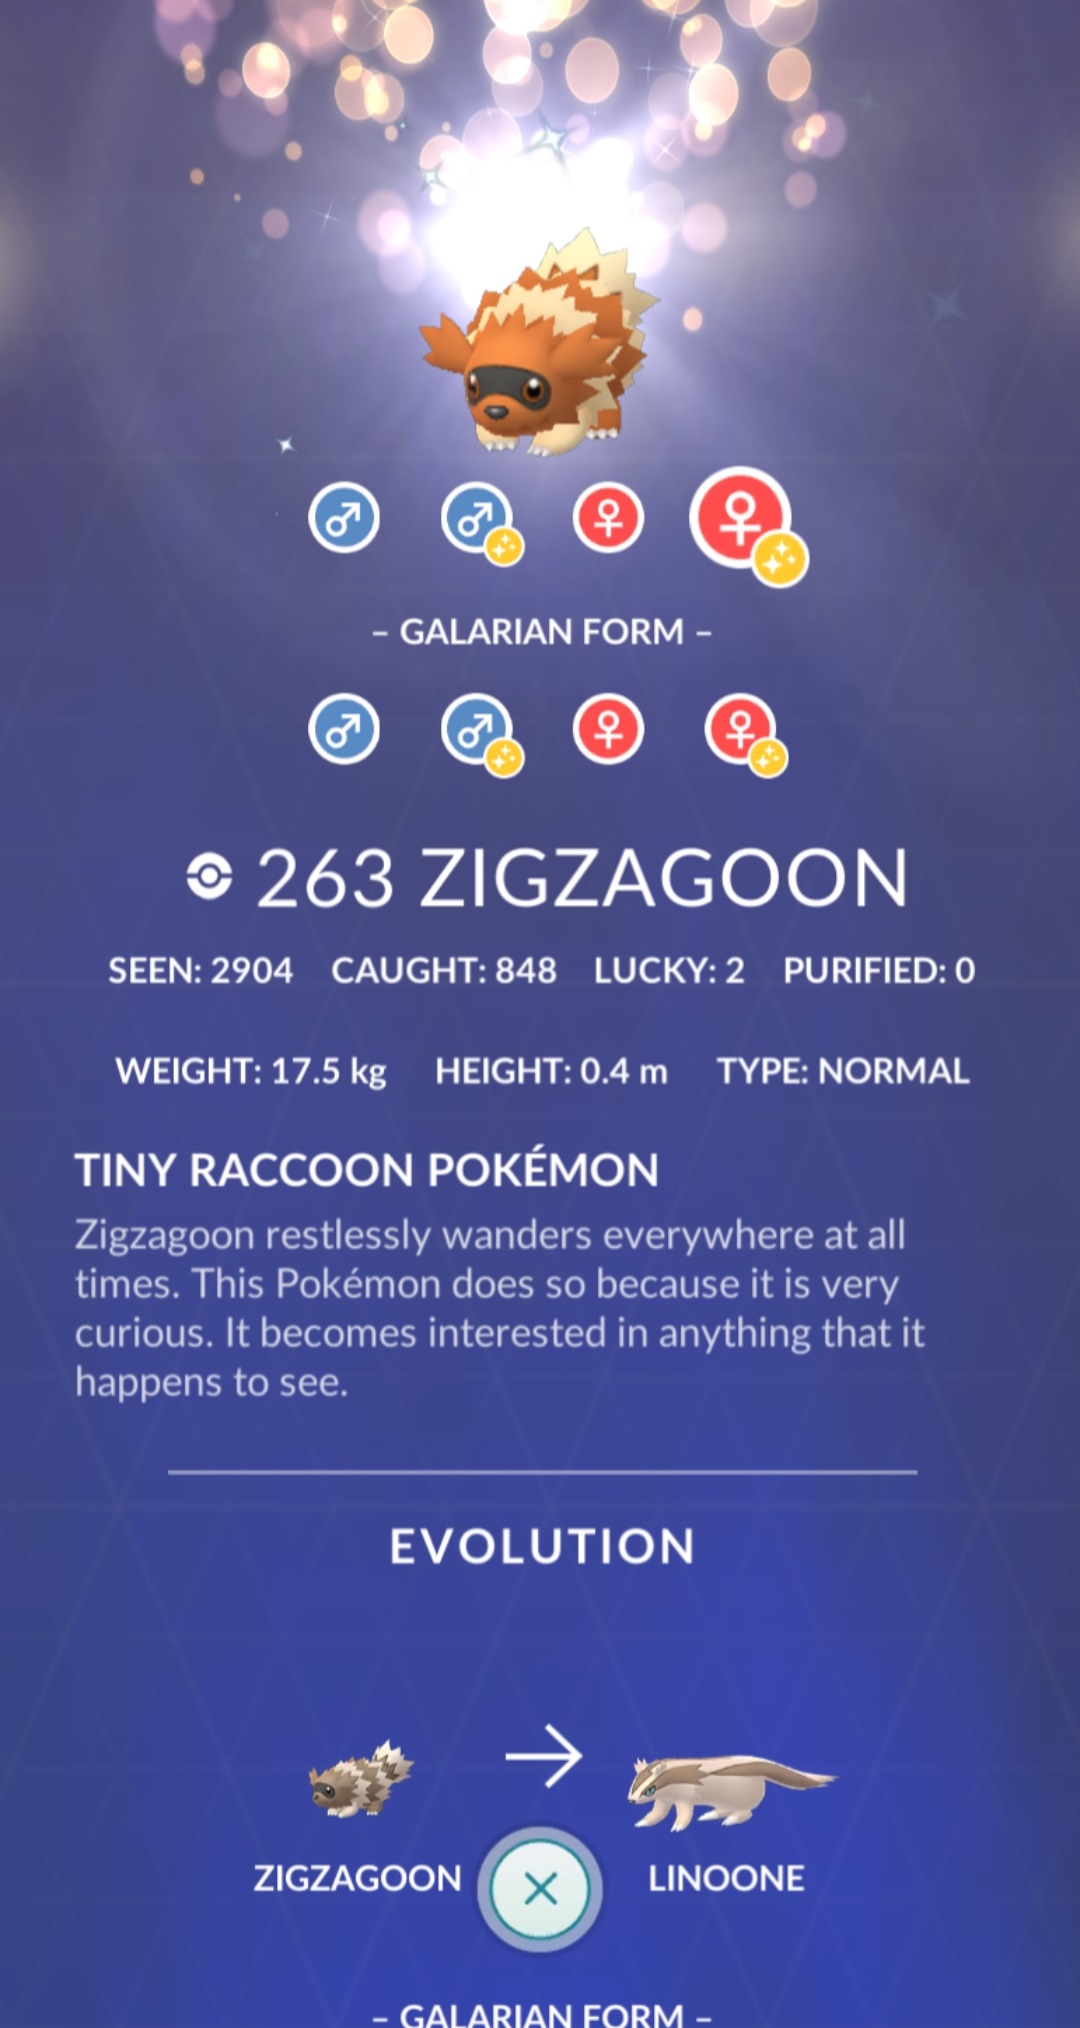 – GALARIAN FORM –
263 ZIGZAGOON
SEEN: 2904 CAUGHT: 848 LUCKY: 2 PURIFIED: 0
WEIGHT: 17.5 kg HEIGHT: 0.4 m TYPE: NORMAL
TINY RACCOON POKÉMON
Zigzagoon restlessly wanders everywhere at all
times. This Pokémon does so because it is very
curious. It becomes interested in anything that it
happens to see.
EVOLUTION
ZIGZAGOON LINOONE
– GALARIAN FORM –